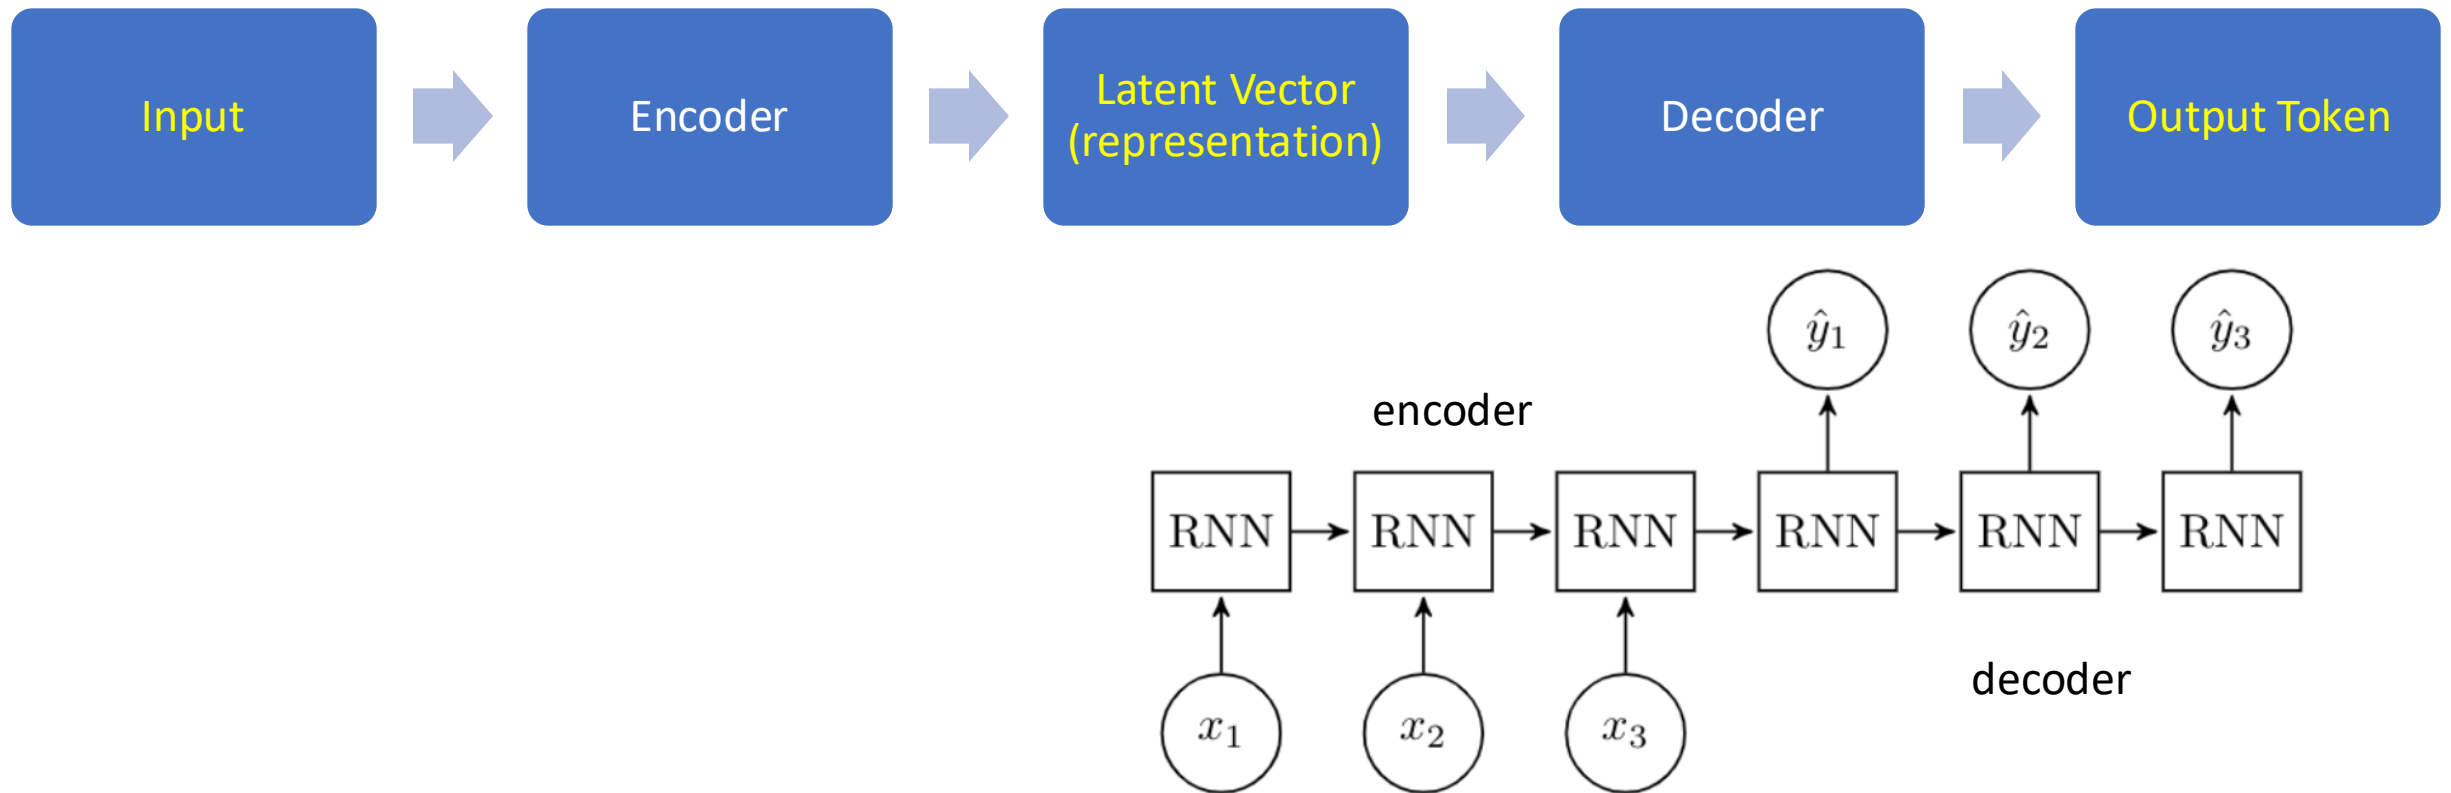 Input
Encoder
Latent Vector
(representation)
Decoder
Output Token
ŷ₁
ŷ₂
ŷ₃
encoder
RNN
RNN
RNN
RNN
RNN
RNN
decoder
x₁
x₂
x₃